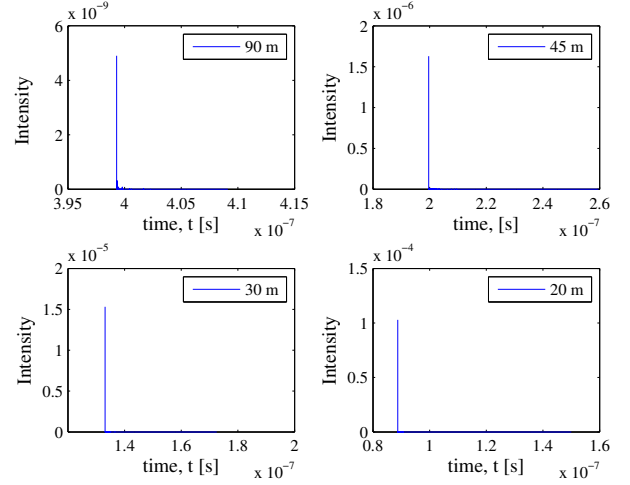 x 10⁻⁹
6
3
0
Intensity
90 m
3.95 4 4.05 4.1 4.15
time, t [s]
x 10⁻⁷
x 10⁻⁶
2
1.5
1
0.5
0
Intensity
45 m
1.8 2 2.2 2.4 2.6
time, [s]
x 10⁻⁷
x 10⁻⁵
2
1.5
1
0.5
0
Intensity
30 m
1.4 1.6 1.8 2
time, t [s]
x 10⁻⁷
x 10⁻⁴
1.5
1
0.5
0
Intensity
20 m
0.8 1 1.2 1.4 1.6
time, t [s]
x 10⁻⁷